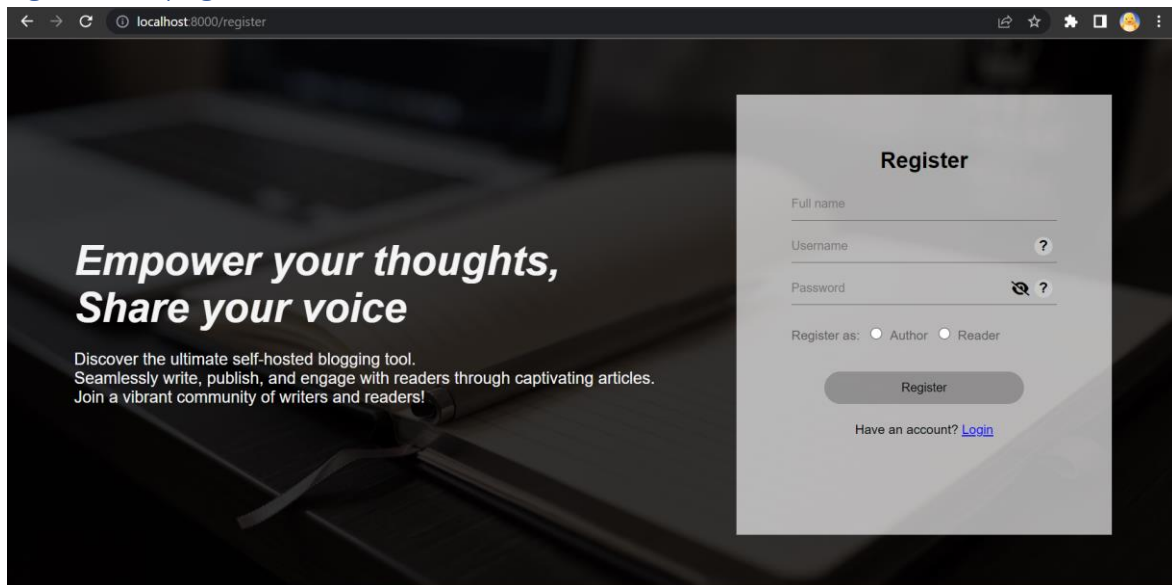 localhost:8000/register
Empower your thoughts,
Share your voice
Discover the ultimate self-hosted blogging tool.
Seamlessly write, publish, and engage with readers through captivating articles.
Join a vibrant community of writers and readers!
Register
Full name
Username ?
Password ?
Register as: Author Reader
Register
Have an account? Login